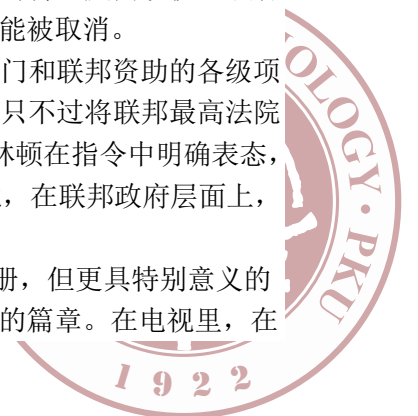 能被取消。
门和联邦资助的各级项
只不过将联邦最高法院
林顿在指令中明确表态，
，在联邦政府层面上，
册，但更具特别意义的
的篇章。在电视里，在
OLOGY · PKU
1922